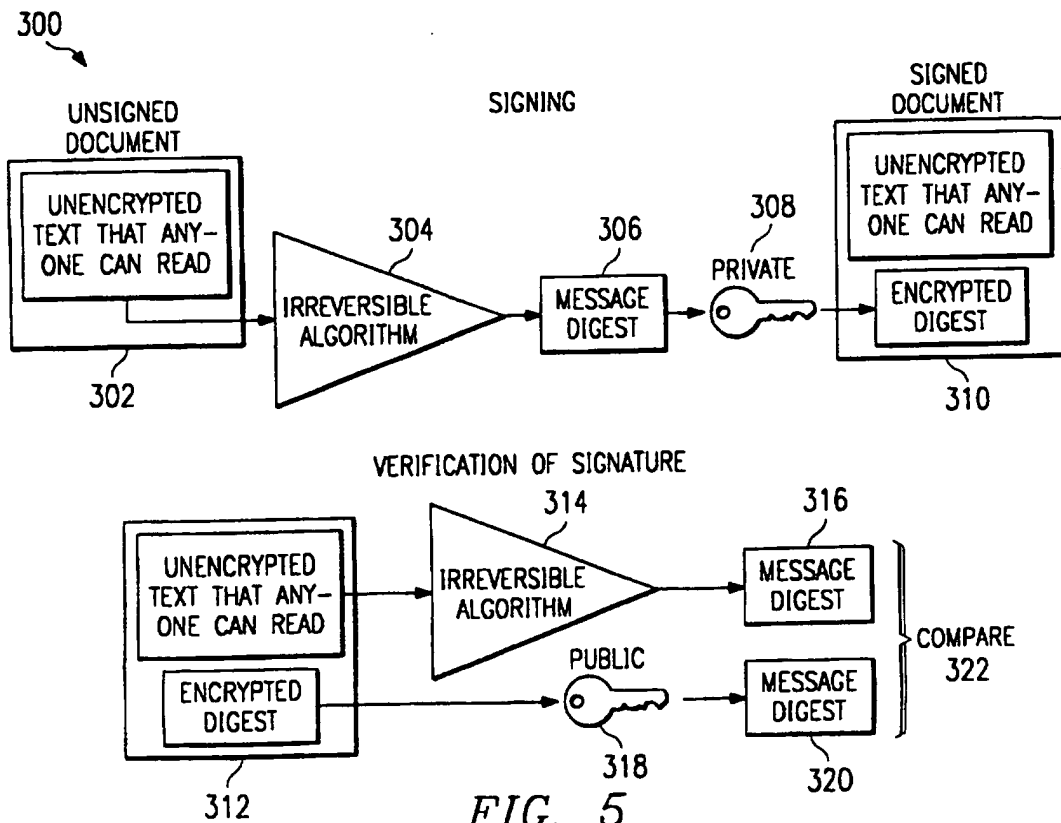 300
UNSIGNED
DOCUMENT
SIGNING
SIGNED
DOCUMENT
UNENCRYPTED
TEXT THAT ANY-
ONE CAN READ
302
304
IRREVERSIBLE
ALGORITHM
306
MESSAGE
DIGEST
308
PRIVATE
UNENCRYPTED
TEXT THAT ANY-
ONE CAN READ
ENCRYPTED
DIGEST
310
VERIFICATION OF SIGNATURE
UNENCRYPTED
TEXT THAT ANY-
ONE CAN READ
ENCRYPTED
DIGEST
312
314
IRREVERSIBLE
ALGORITHM
316
MESSAGE
DIGEST
PUBLIC
318
MESSAGE
DIGEST
320
COMPARE
322
FIG. 5